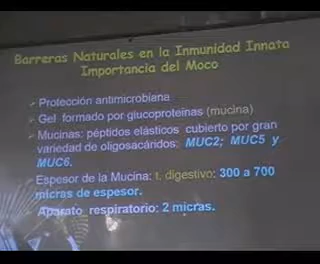 Barreras Naturales en la Inmunidad Innata
Importancia del Moco
Protección antimicrobiana
Gel formado por glucoproteínas (mucina)
Mucinas: péptidos elásticos cubierto por gran
variedad de oligosacáridos: MUC2; MUC5 y
MUC6.
Espesor de la Mucina: t. digestivo: 300 a 700
micras de espesor.
Aparato respiratorio: 2 micras.